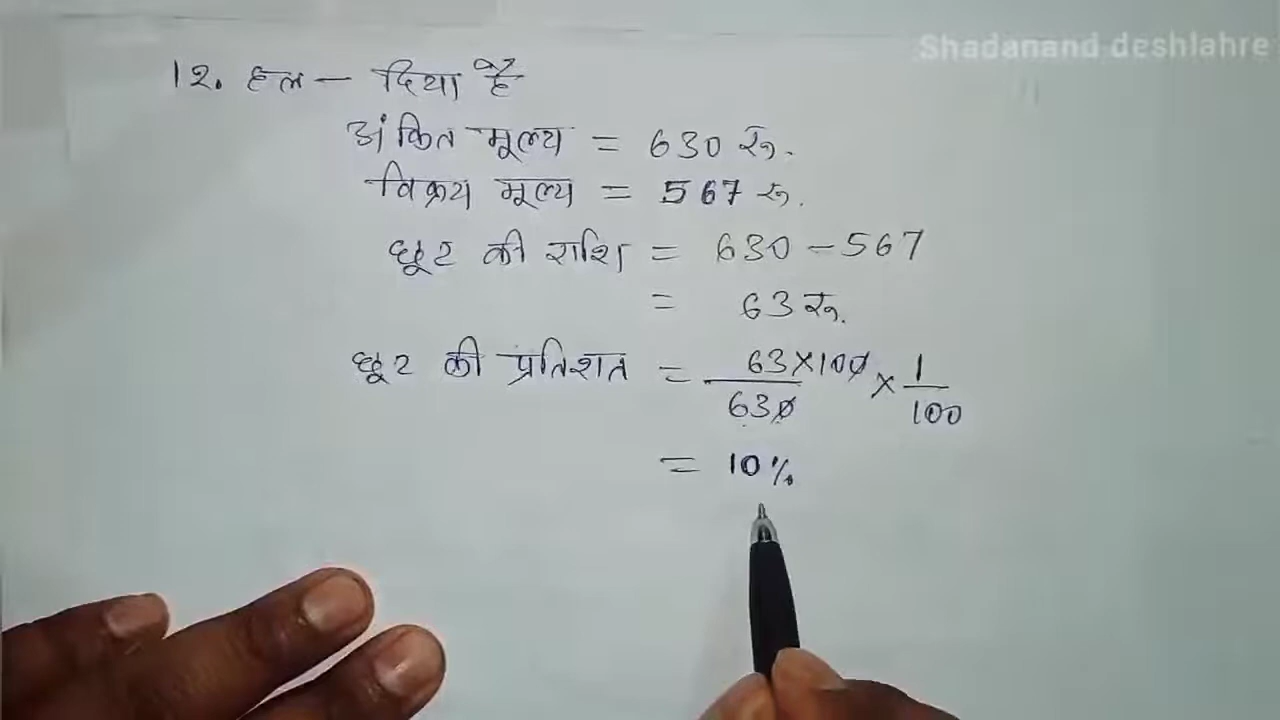 Shadanand deshlahre
12. हल — दिया है
अंकित मूल्य = 630 रू.
विक्रय मूल्य = 567 रू.
छूट की राशि = 630 - 567
= 63 रू.
छूट की प्रतिशत = 63×100/630 × 1/100
= 10%